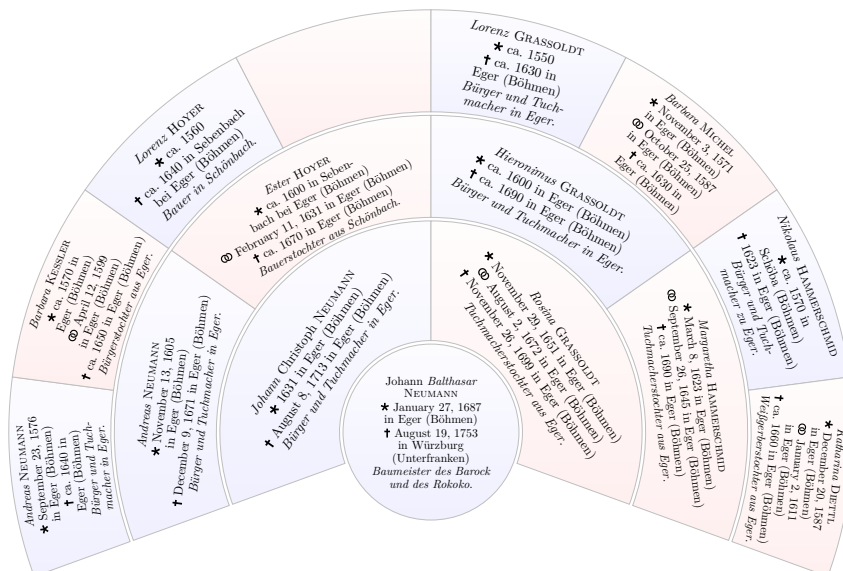 Johann Balthasar
NEUMANN
★ January 27, 1687
in Eger (Böhmen)
† August 19, 1753
in Würzburg
(Unterfranken)
Baumeister des Barock
und des Rokoko.
Johann Christoph NEUMANN
★ 1631 in Eger (Böhmen)
† August 8, 1713 in Eger (Böhmen)
Bürger und Tuchmacher in Eger.
Rosina GRASSOLDT
★ November 29, 1651 in Eger (Böhmen)
⚭ August 2, 1672 in Eger (Böhmen)
† November 26, 1699 in Eger (Böhmen)
Tuchmacherstochter aus Eger.
Andreas NEUMANN
★ November 13, 1605
in Eger (Böhmen)
† December 9, 1671 in Eger (Böhmen)
Bürger und Tuchmacher in Eger.
Ester HOYER
★ ca. 1600 in Seben-
bach bei Eger (Böhmen)
⚭ February 11, 1631 in Eger (Böhmen)
† ca. 1670 in Eger (Böhmen)
Bauerstochter aus Schönbach.
Hieronimus GRASSOLDT
★ ca. 1600 in Eger (Böhmen)
† ca. 1690 in Eger (Böhmen)
Bürger und Tuchmacher in Eger.
Margaretha HAMMERSCHMID
★ March 8, 1623 in Eger (Böhmen)
⚭ September 26, 1645 in Eger (Böhmen)
† ca. 1690 in Eger (Böhmen)
Tuchmacherstochter aus Eger.
Andreas NEUMANN
★ September 23, 1576
in Eger (Böhmen)
† ca. 1640 in
Eger (Böhmen)
Bürger und Tuch-
macher in Eger.
Barbara KESSLER
★ ca. 1570 in
Eger (Böhmen)
⚭ April 12, 1599
in Eger (Böhmen)
† ca. 1650 in Eger (Böhmen)
Bürgerstochter aus Eger.
Lorenz HOYER
★ ca. 1560
† ca. 1640 in Sebenbach
bei Eger (Böhmen)
Bauer in Schönbach.
Lorenz GRASSOLDT
★ ca. 1550
† ca. 1630 in
Eger (Böhmen)
Bürger und Tuch-
macher in Eger.
Barbara MICHEL
★ November 3, 1571
in Eger (Böhmen)
⚭ October 25, 1587
in Eger (Böhmen)
† ca. 1630 in
Eger (Böhmen)
Nikolaus HAMMERSCHMID
★ ca. 1570 in
Schöba (Böhmen)
† 1623 in Eger (Böhmen)
Bürger und Tuch-
macher zu Eger.
Katharina DIETTL
★ December 20, 1587
in Eger (Böhmen)
⚭ January 2, 1611
in Eger (Böhmen)
† ca. 1660 in Eger (Böhmen)
Weißgerberstochter aus Eger.